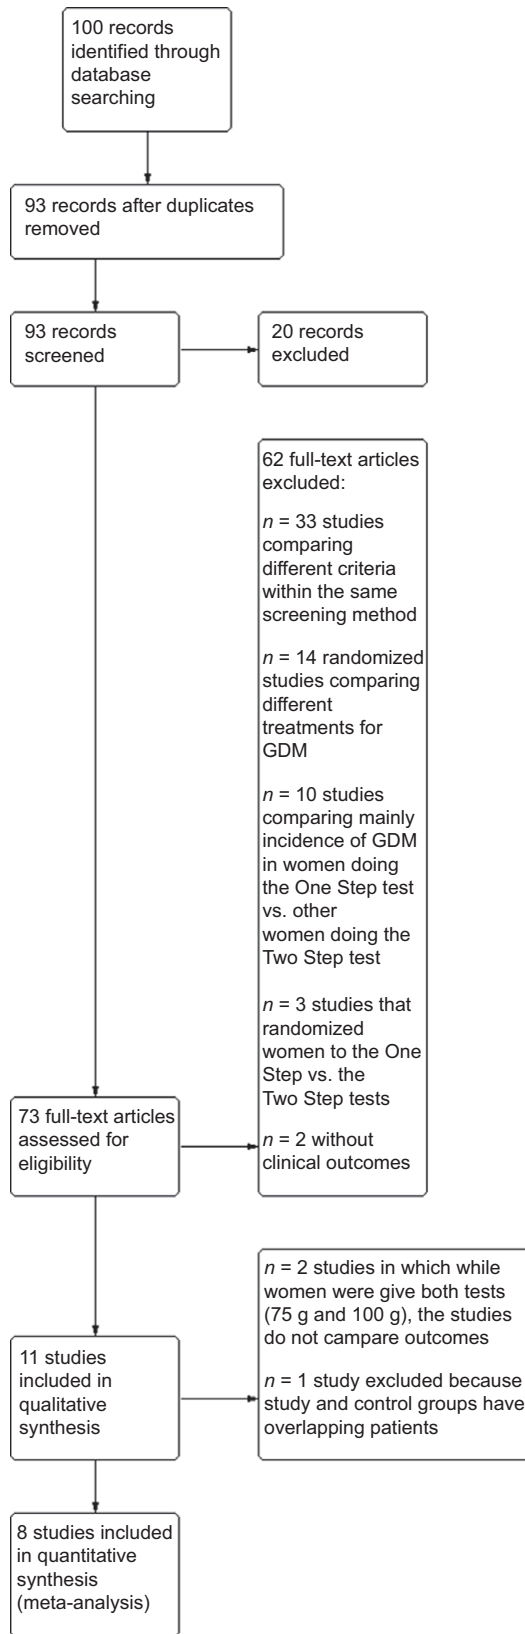 100 records
identified through
database
searching
93 records after duplicates
removed
93 records
screened
20 records
excluded
62 full-text articles
excluded:
n = 33 studies
comparing
different criteria
within the same
screening method
n = 14 randomized
studies comparing
different
treatments for
GDM
n = 10 studies
comparing mainly
incidence of GDM
in women doing
the One Step test
vs. other
women doing the
Two Step test
n = 3 studies that
randomized
women to the One
Step vs. the
Two Step tests
n = 2 without
clinical outcomes
73 full-text articles
assessed for
eligibility
n = 2 studies in which while
women were give both tests
(75 g and 100 g), the studies
do not campare outcomes
n = 1 study excluded because
study and control groups have
overlapping patients
11 studies
included in
qualitative
synthesis
8 studies included
in quantitative
synthesis
(meta-analysis)